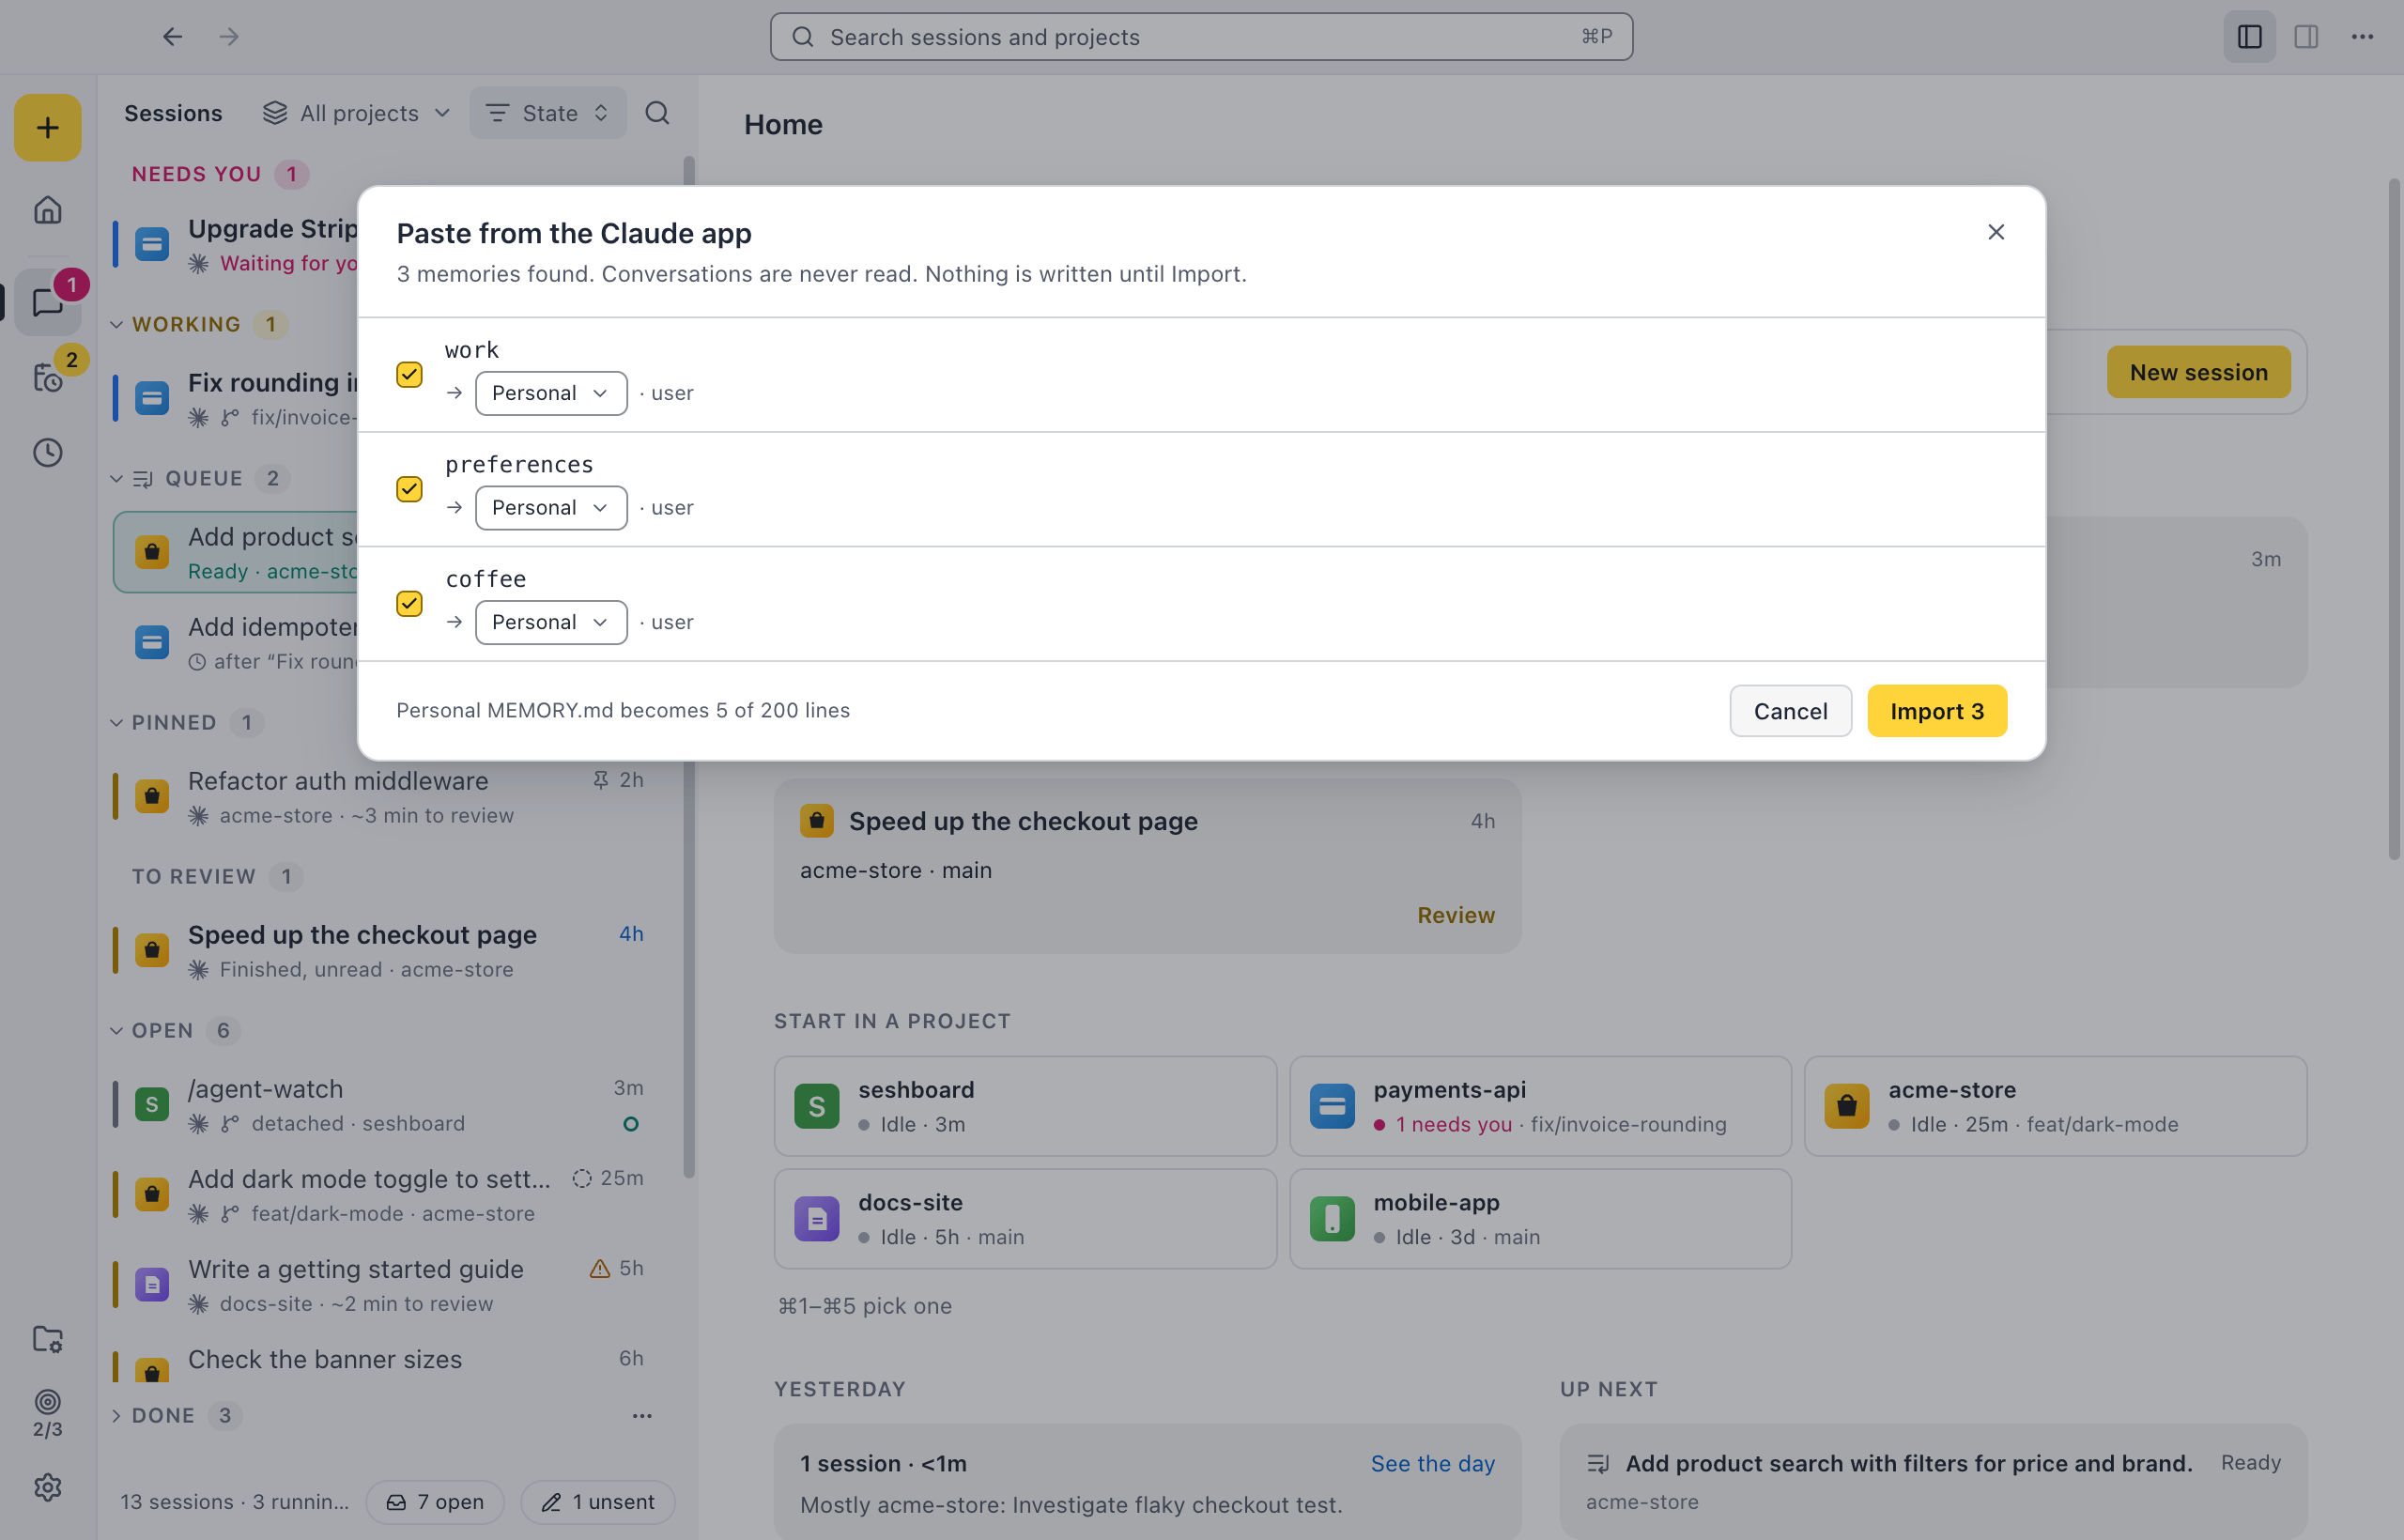 Search sessions and projects ⌘P
Sessions All projects State
Home
NEEDS YOU 1
Upgrade Strip
Waiting for yo
1
WORKING 1
2
Fix rounding i
fix/invoice-
QUEUE 2
Add product s
Ready · acme-sto
Add idempoter
after “Fix roun
PINNED 1
Refactor auth middleware 2h
acme-store · ~3 min to review
TO REVIEW 1
Speed up the checkout page 4h
Finished, unread · acme-store
OPEN 6
S /agent-watch 3m
detached · seshboard
Add dark mode toggle to sett... 25m
feat/dark-mode · acme-store
Write a getting started guide 5h
docs-site · ~2 min to review
Check the banner sizes 6h
DONE 3
2/3
13 sessions · 3 runnin... 7 open 1 unsent
Paste from the Claude app
3 memories found. Conversations are never read. Nothing is written until Import.
work
→ Personal · user
preferences
→ Personal · user
coffee
→ Personal · user
Personal MEMORY.md becomes 5 of 200 lines
Cancel Import 3
New session
3m
Speed up the checkout page 4h
acme-store · main
Review
START IN A PROJECT
S seshboard
Idle · 3m
payments-api
1 needs you · fix/invoice-rounding
acme-store
Idle · 25m · feat/dark-mode
docs-site
Idle · 5h · main
mobile-app
Idle · 3d · main
⌘1–⌘5 pick one
YESTERDAY
1 session · <1m See the day
Mostly acme-store: Investigate flaky checkout test.
UP NEXT
Add product search with filters for price and brand. Ready
acme-store